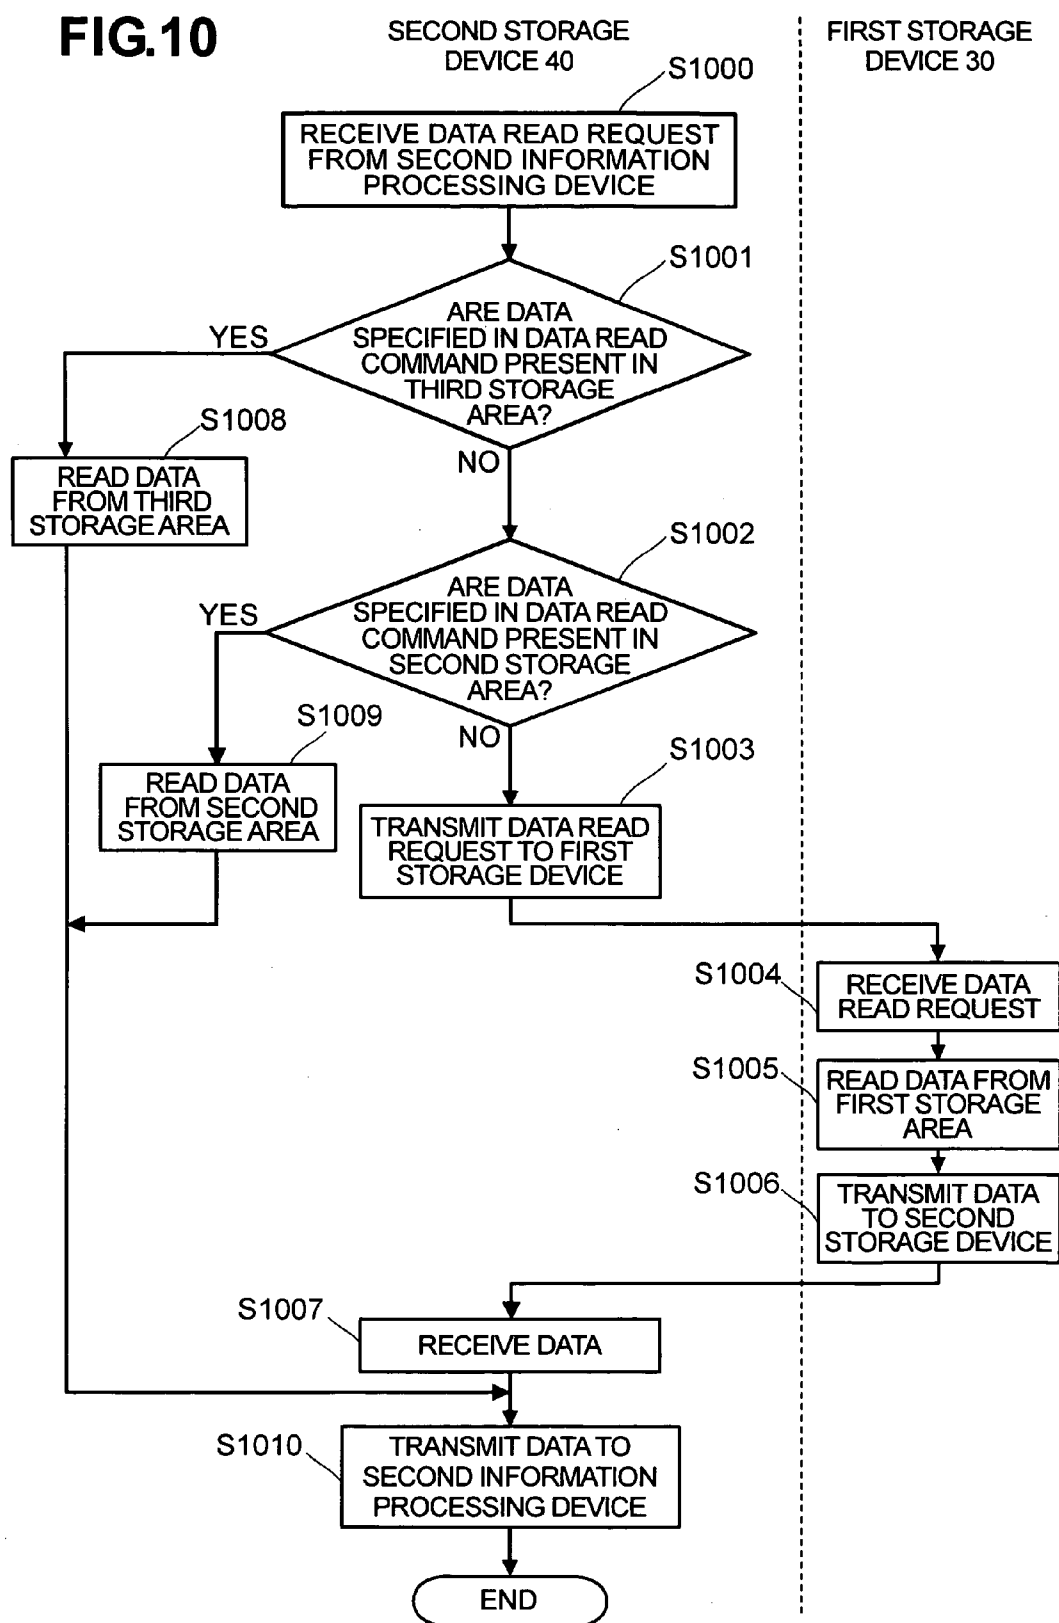 FIG.10
SECOND STORAGE
DEVICE 40
FIRST STORAGE
DEVICE 30
S1000
RECEIVE DATA READ REQUEST
FROM SECOND INFORMATION
PROCESSING DEVICE
S1001
ARE DATA
SPECIFIED IN DATA READ
COMMAND PRESENT IN
THIRD STORAGE
AREA?
YES
NO
S1008
READ DATA
FROM THIRD
STORAGE AREA
S1002
ARE DATA
SPECIFIED IN DATA READ
COMMAND PRESENT IN
SECOND STORAGE
AREA?
YES
NO
S1009
READ DATA
FROM SECOND
STORAGE AREA
S1003
TRANSMIT DATA READ
REQUEST TO FIRST
STORAGE DEVICE
S1004
RECEIVE DATA
READ REQUEST
S1005
READ DATA FROM
FIRST STORAGE
AREA
S1006
TRANSMIT DATA
TO SECOND
STORAGE DEVICE
S1007
RECEIVE DATA
S1010
TRANSMIT DATA TO
SECOND INFORMATION
PROCESSING DEVICE
END